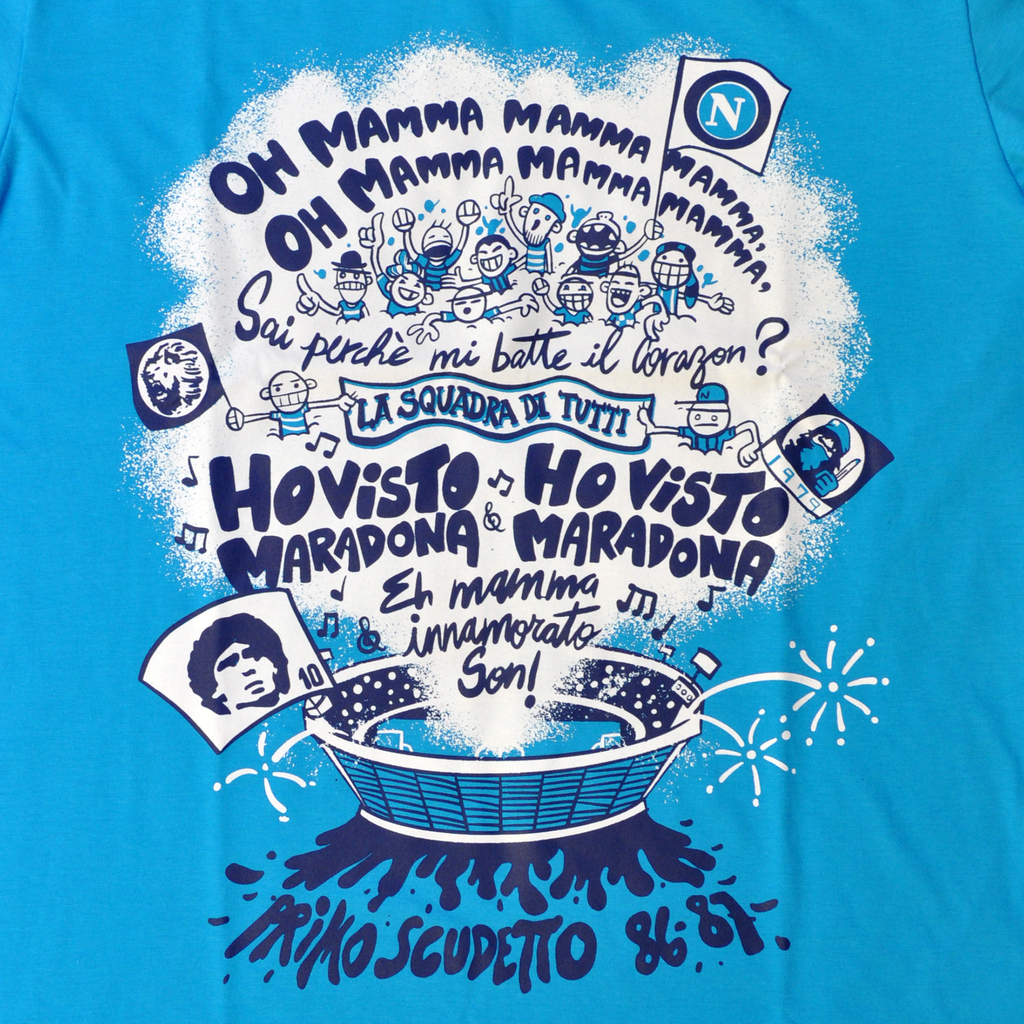 N
OH MAMMA MAMMA MAMMA,
OH MAMMA MAMMA MAMMA,
Sai perchè mi batte il Corazon?
N
LA SQUADRA DI TUTTI
1979
HO VISTO MARADONA
HO VISTO MARADONA
Eh mamma
innamorato
Son!
10
PRIMO SCUDETTO 86-87